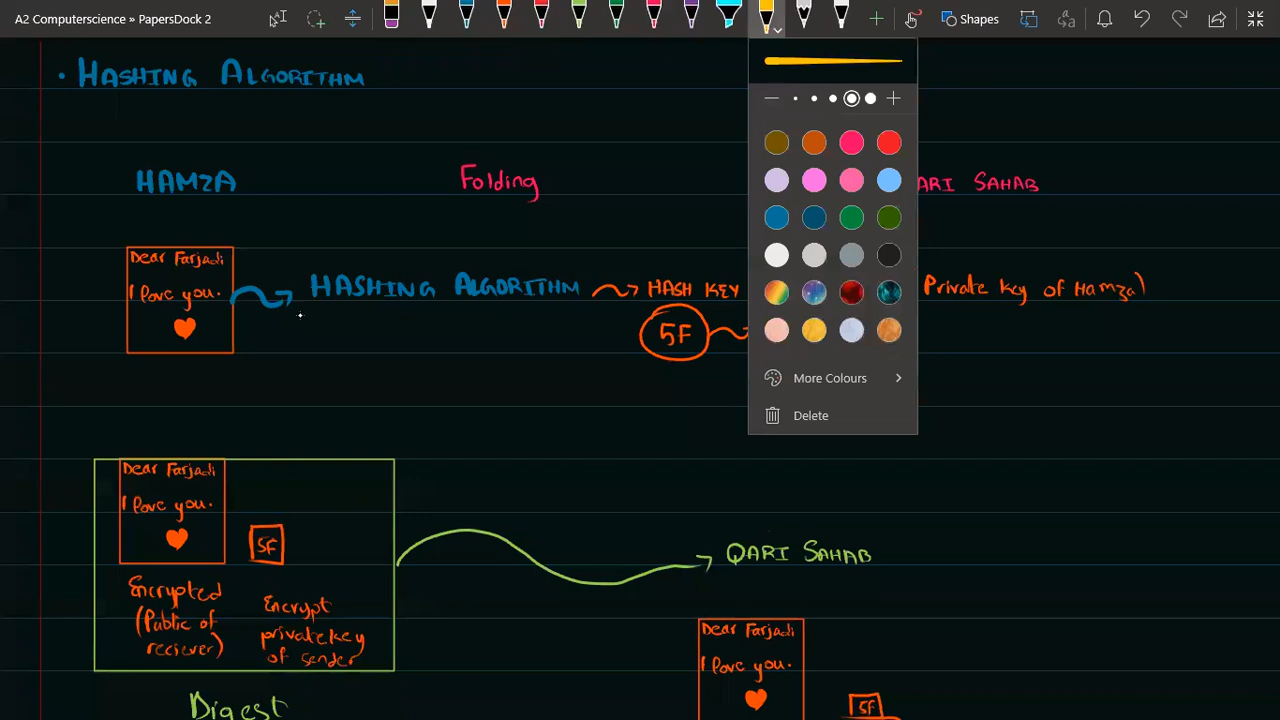 A2 Computerscience » PapersDock 2
Shapes
• HASHING ALGORITHM
HAMZA
Folding
ARI SAHAB
Dear Farjadi
I love you.
HASHING ALGORITHM
HASH KEY
Private key of Hamza)
5F
More Colours
Delete
Dear Farjadi
I love you.
5F
QARI SAHAB
Encrypted
(Public of
reciever)
Encrypt
private key
of sender
Dear Farjadi
I love you.
5F
Digest